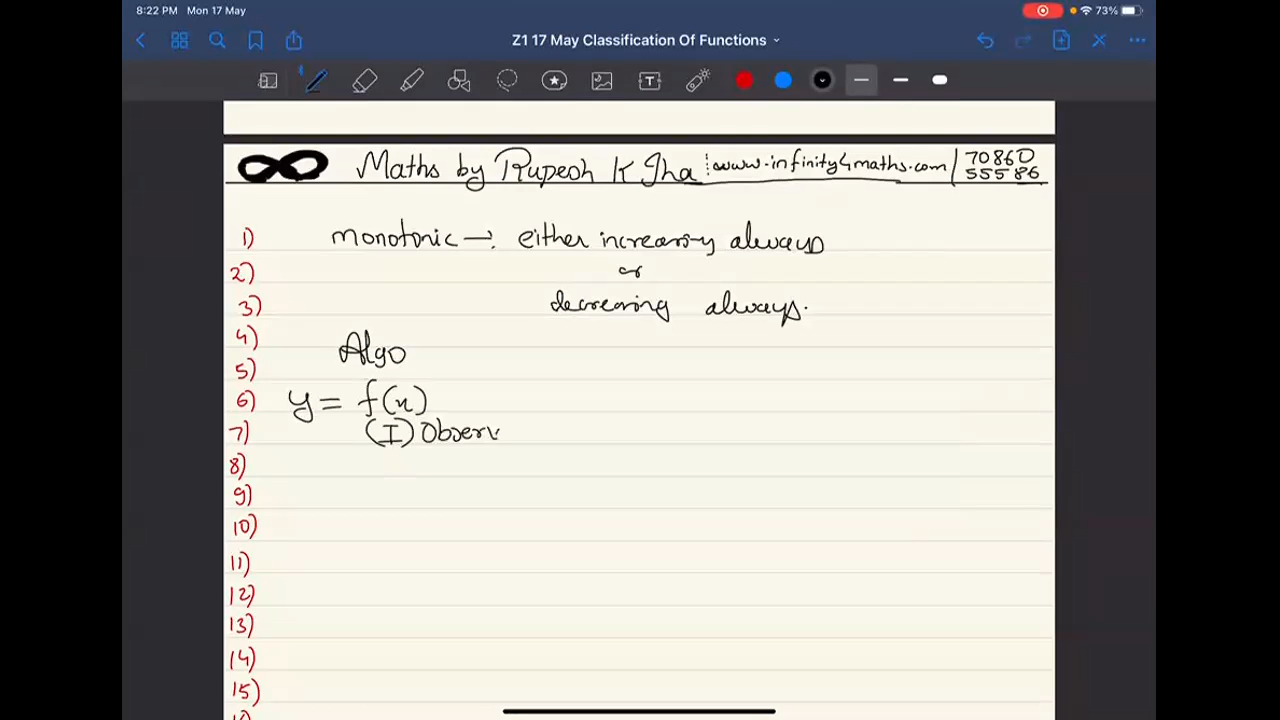 8:22 PM Mon 17 May
73%
Z1 17 May Classification Of Functions
Maths by Rupesh K Jha www.infinity4maths.com / 70860 55586
1) monotonic → either increasing always
2) or
3) decreasing always.
4) Algo
5)
6) y = f(x)
7) (I) Observ
8)
9)
10)
11)
12)
13)
14)
15)